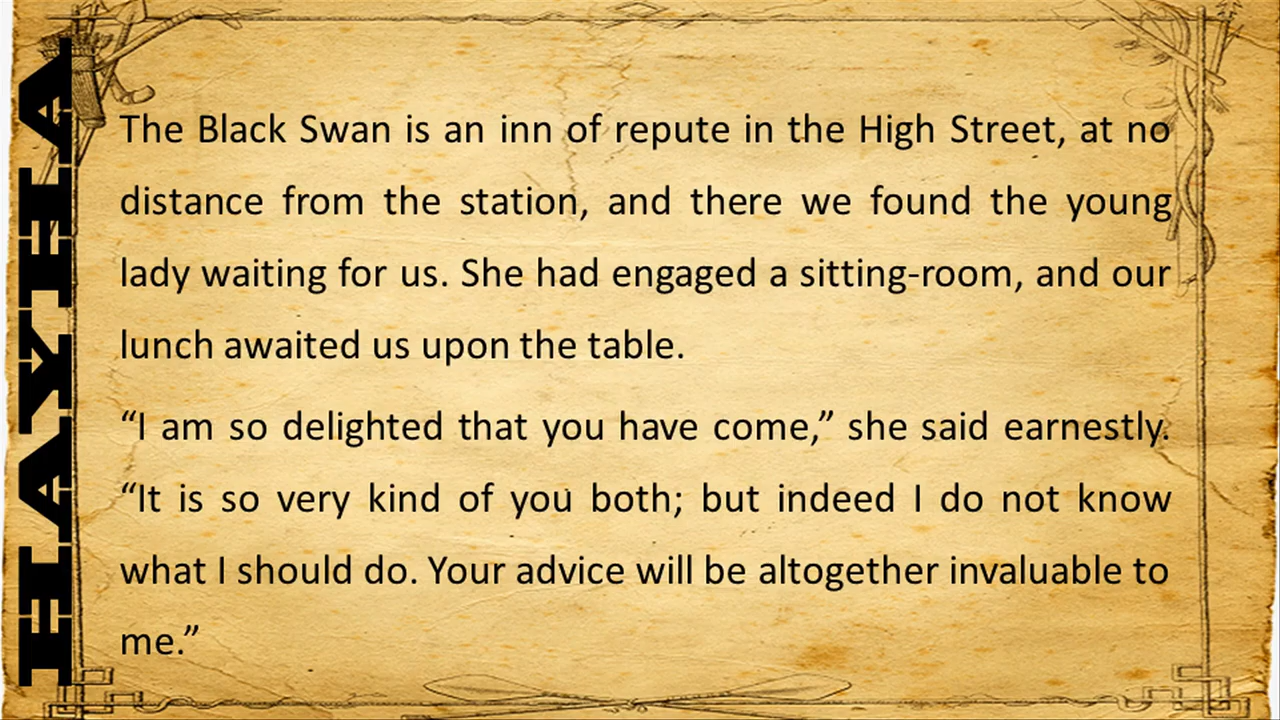 HAYHA
The Black Swan is an inn of repute in the High Street, at no
distance from the station, and there we found the young
lady waiting for us. She had engaged a sitting-room, and our
lunch awaited us upon the table.
“I am so delighted that you have come,” she said earnestly.
“It is so very kind of you both; but indeed I do not know
what I should do. Your advice will be altogether invaluable to
me.”